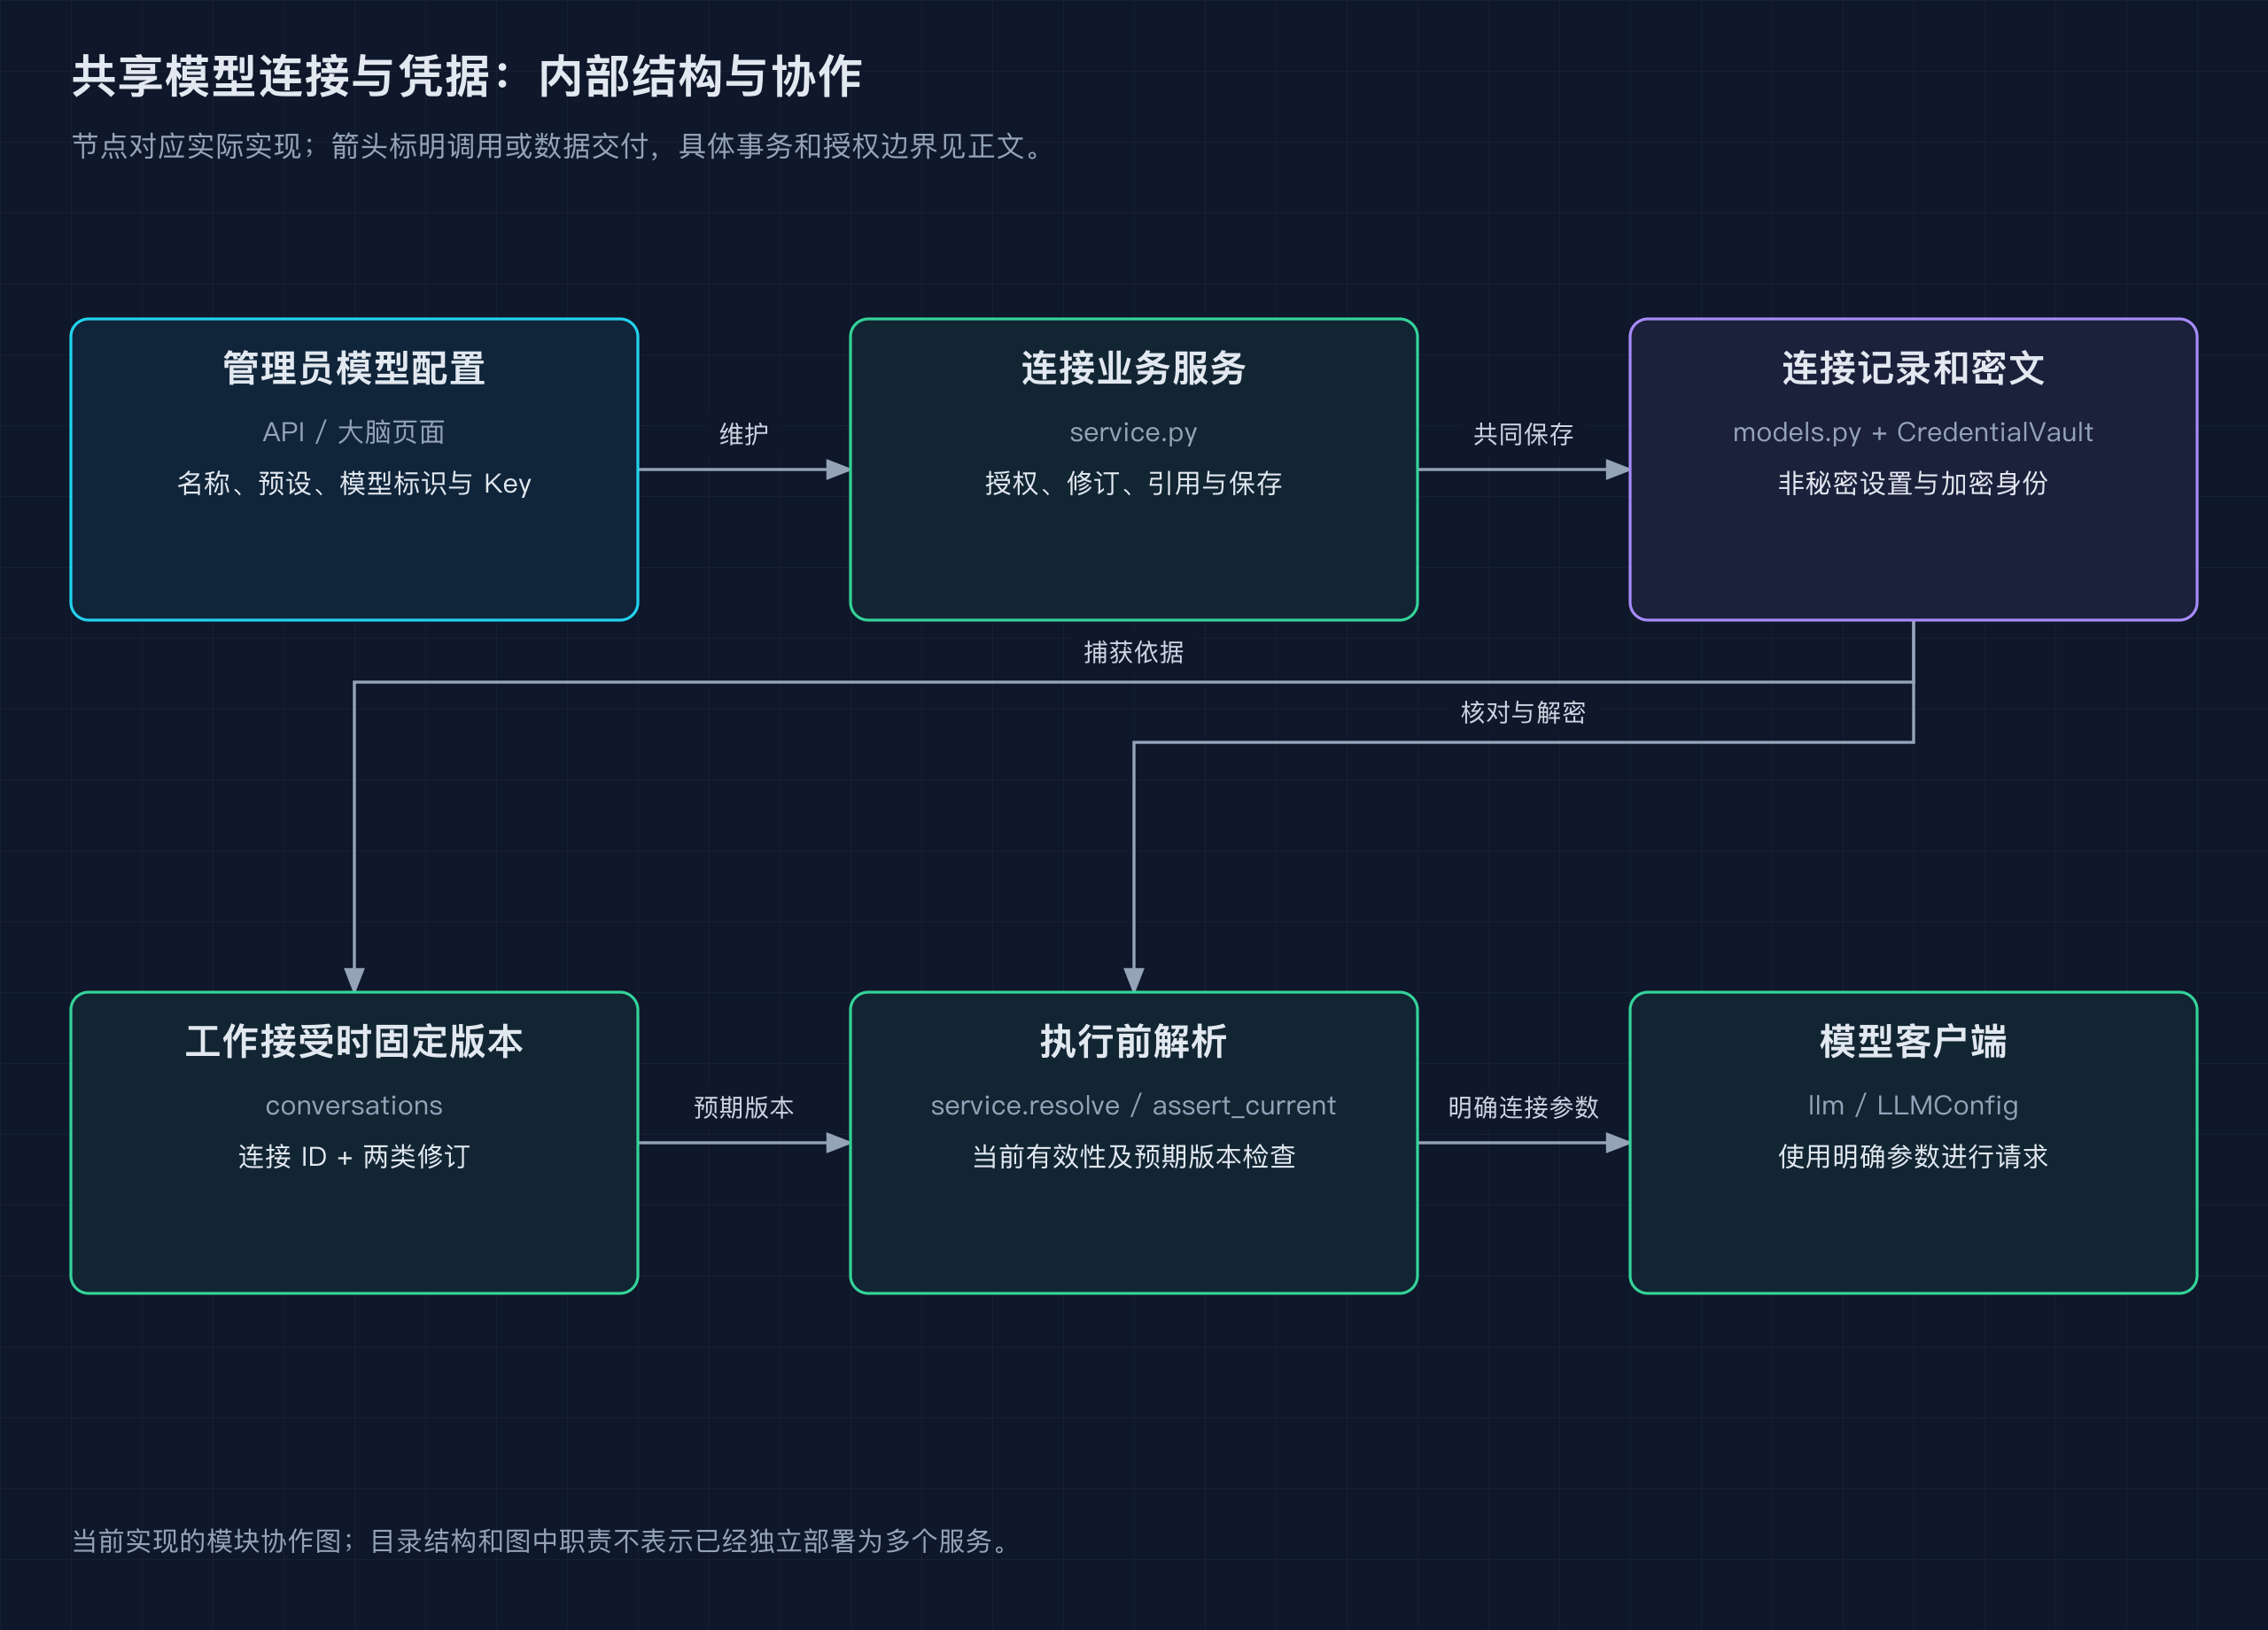 共享模型连接与凭据：内部结构与协作
节点对应实际实现；箭头标明调用或数据交付，具体事务和授权边界见正文。
管理员模型配置
API / 大脑页面
名称、预设、模型标识与 Key
维护
连接业务服务
service.py
授权、修订、引用与保存
共同保存
连接记录和密文
models.py + CredentialVault
非秘密设置与加密身份
捕获依据
核对与解密
工作接受时固定版本
conversations
连接 ID + 两类修订
预期版本
执行前解析
service.resolve / assert_current
当前有效性及预期版本检查
明确连接参数
模型客户端
llm / LLMConfig
使用明确参数进行请求
当前实现的模块协作图；目录结构和图中职责不表示已经独立部署为多个服务。